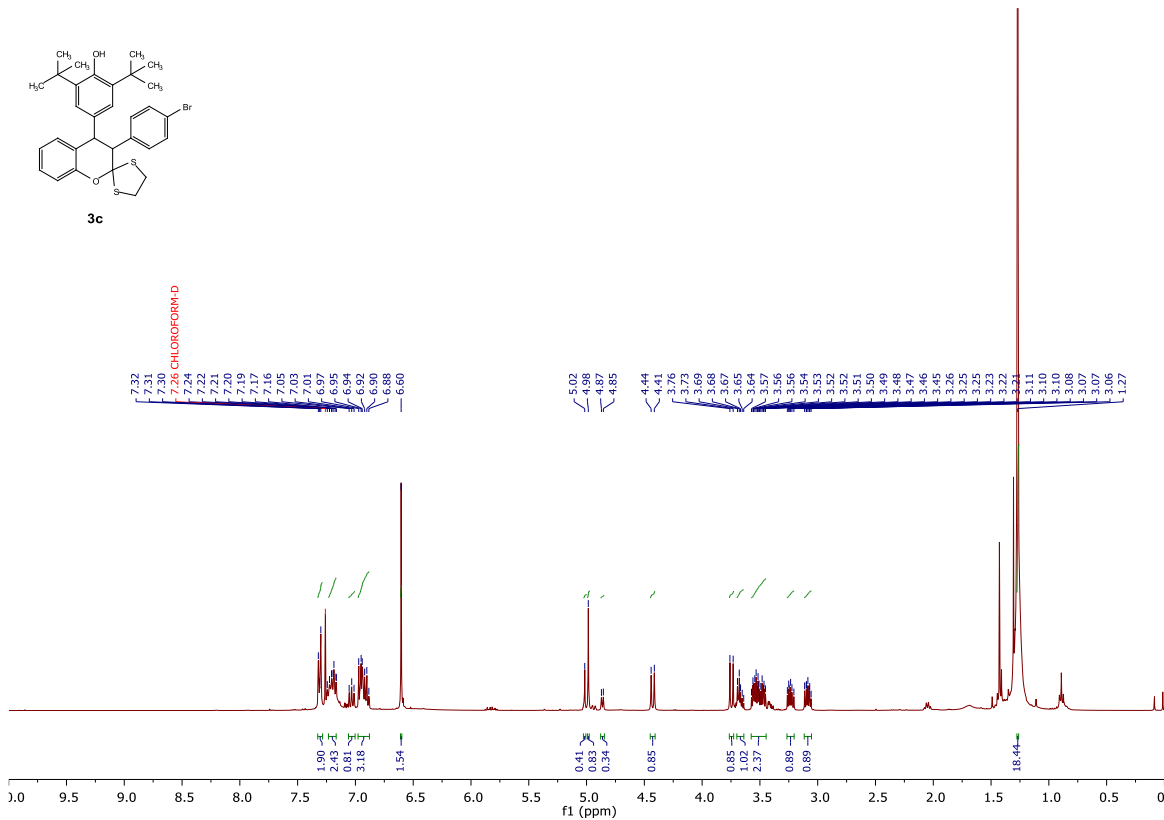 CH₃ OH CH₃
H₃C CH₃ H₃C CH₃
Br
S
O
S
3c
7.32 7.31 7.30 7.26 CHLOROFORM-D 7.24 7.22 7.21 7.20 7.19 7.17 7.16 7.05 7.03 7.01 6.97 6.95 6.94 6.92 6.90 6.88 6.60 5.02 4.98 4.87 4.85 4.44 4.41 3.76 3.73 3.69 3.68 3.67 3.65 3.64 3.57 3.56 3.56 3.54 3.53 3.52 3.52 3.51 3.50 3.49 3.48 3.47 3.46 3.45 3.26 3.25 3.25 3.23 3.22 3.21 3.11 3.10 3.10 3.08 3.07 3.07 3.06 1.27
1.90 2.43 0.81 3.18 1.54 0.41 0.83 0.34 0.85 0.85 1.02 2.37 0.89 0.89 18.44
0.0 9.5 9.0 8.5 8.0 7.5 7.0 6.5 6.0 5.5 5.0 4.5 4.0 3.5 3.0 2.5 2.0 1.5 1.0 0.5 0
f1 (ppm)